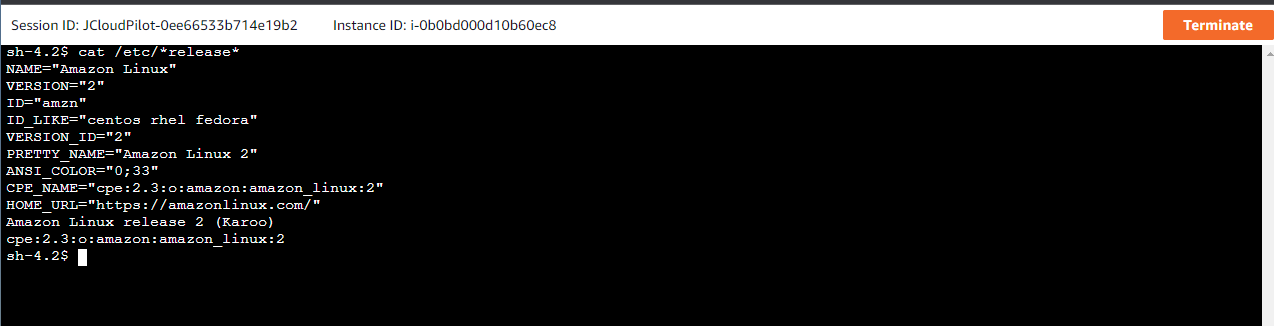 Session ID: JCloudPilot-0ee66533b714e19b2 Instance ID: i-0b0bd000d10b60ec8 Terminate
sh-4.2$ cat /etc/*release*
NAME="Amazon Linux"
VERSION="2"
ID="amzn"
ID_LIKE="centos rhel fedora"
VERSION_ID="2"
PRETTY_NAME="Amazon Linux 2"
ANSI_COLOR="0;33"
CPE_NAME="cpe:2.3:o:amazon:amazon_linux:2"
HOME_URL="https://amazonlinux.com/"
Amazon Linux release 2 (Karoo)
cpe:2.3:o:amazon:amazon_linux:2
sh-4.2$